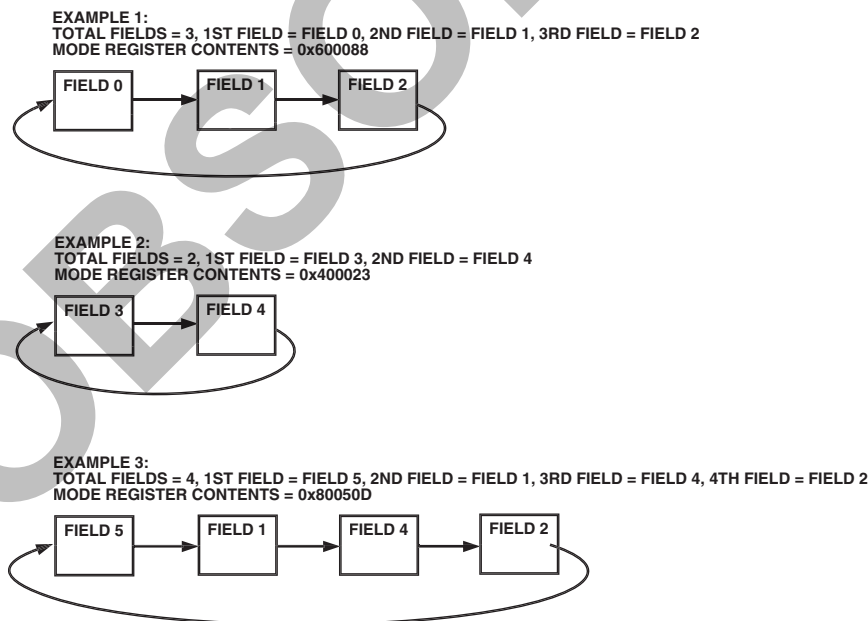 EXAMPLE 1:
TOTAL FIELDS = 3, 1ST FIELD = FIELD 0, 2ND FIELD = FIELD 1, 3RD FIELD = FIELD 2
MODE REGISTER CONTENTS = 0x600088
FIELD 0 FIELD 1 FIELD 2
EXAMPLE 2:
TOTAL FIELDS = 2, 1ST FIELD = FIELD 3, 2ND FIELD = FIELD 4
MODE REGISTER CONTENTS = 0x400023
FIELD 3 FIELD 4
EXAMPLE 3:
TOTAL FIELDS = 4, 1ST FIELD = FIELD 5, 2ND FIELD = FIELD 1, 3RD FIELD = FIELD 4, 4TH FIELD = FIELD 2
MODE REGISTER CONTENTS = 0x80050D
FIELD 5 FIELD 1 FIELD 4 FIELD 2
OBSO